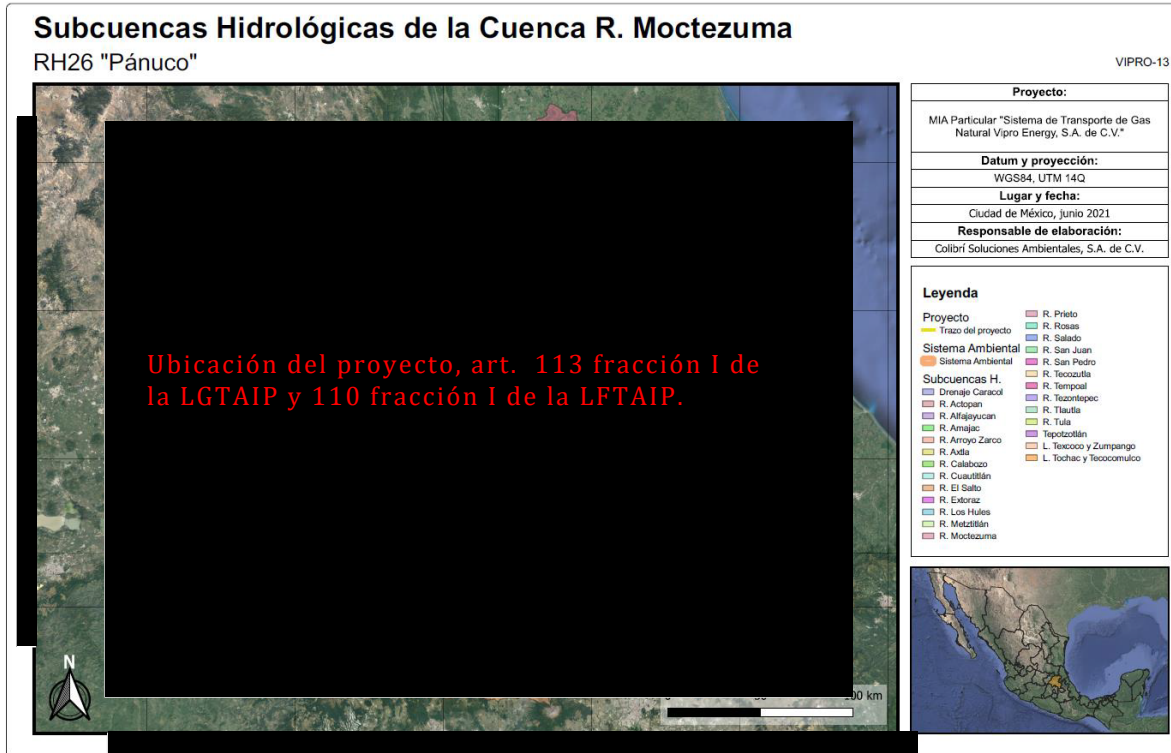 Subcuencas Hidrológicas de la Cuenca R. Moctezuma
RH26 "Pánuco"
VIPRO-13
Proyecto:
MIA Particular "Sistema de Transporte de Gas
Natural Vipro Energy, S.A. de C.V."
Datum y proyección:
WGS84, UTM 14Q
Lugar y fecha:
Ciudad de México, junio 2021
Responsable de elaboración:
Colibrí Soluciones Ambientales, S.A. de C.V.
Ubicación del proyecto, art. 113 fracción I de
la LGTAIP y 110 fracción I de la LFTAIP.
Leyenda
Proyecto
Trazo del proyecto
Sistema Ambiental
Sistema Ambiental
Subcuencas H.
Drenaje Caracol
R. Actopan
R. Alfajayucan
R. Amajac
R. Arroyo Zarco
R. Axtla
R. Calabozo
R. Cuautitlán
R. El Salto
R. Extoraz
R. Los Hules
R. Metztitlán
R. Moctezuma
R. Prieto
R. Rosas
R. Salado
R. San Juan
R. San Pedro
R. Tecozutla
R. Tempoal
R. Tezontepec
R. Tlautla
R. Tula
Tepotzotlán
L. Texcoco y Zumpango
L. Tochac y Tecocomulco
N
km